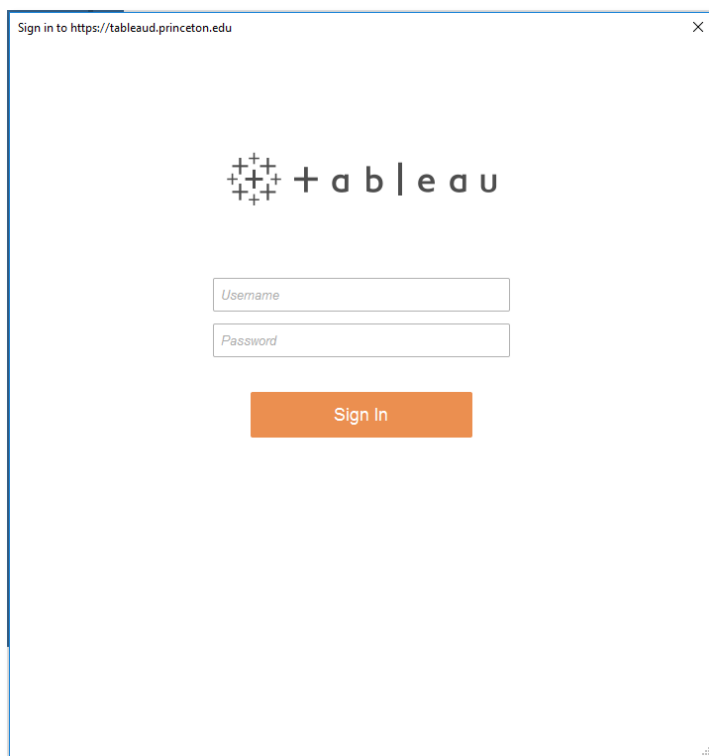 Sign in to https://tableaud.princeton.edu
tableau
Username
Password
Sign In